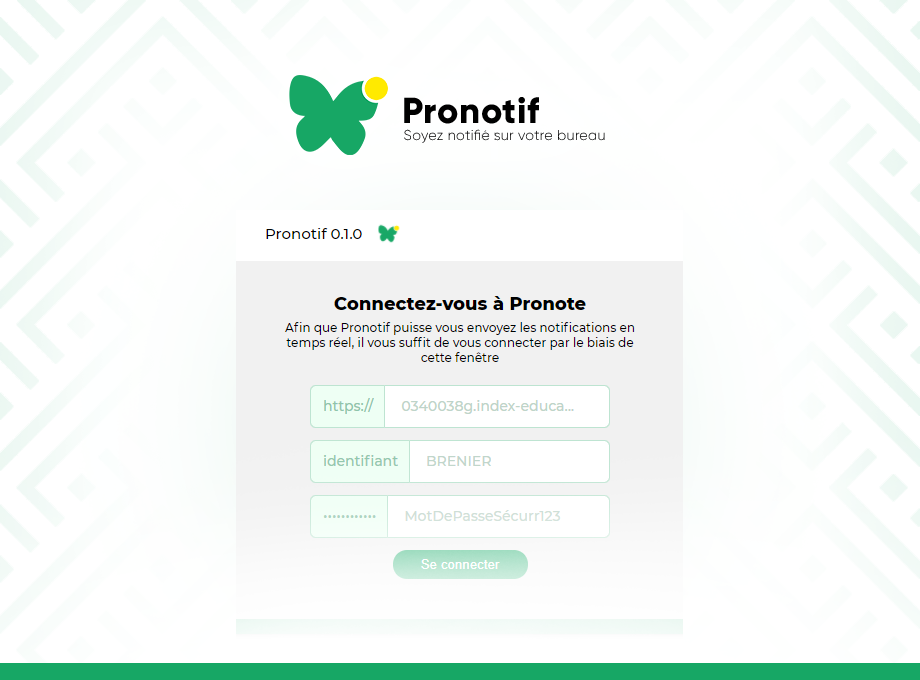 Pronotif
Soyez notifié sur votre bureau
Pronotif 0.1.0
Connectez-vous à Pronote
Afin que Pronotif puisse vous envoyez les notifications en
temps réel, il vous suffit de vous connecter par le biais de
cette fenêtre
https:// 0340038g.index-educa...
identifiant BRENIER
•••••••••••• MotDePasseSécurr123
Se connecter